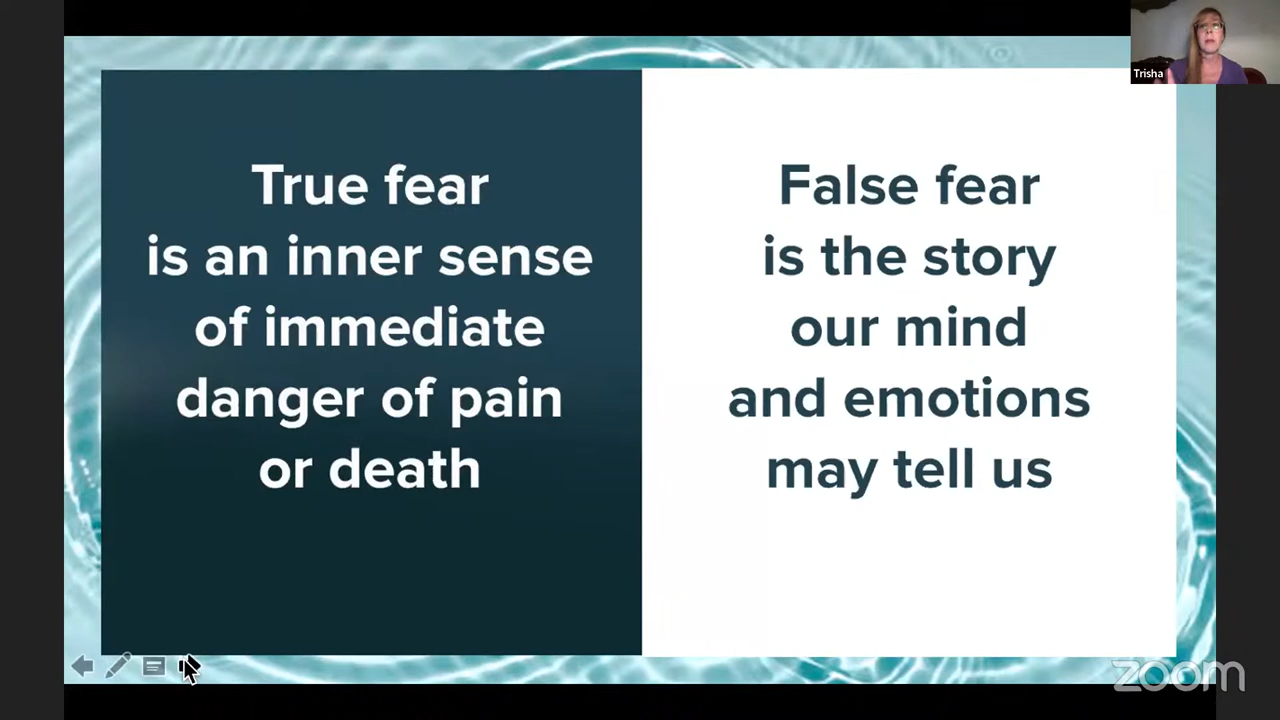 True fear
is an inner sense
of immediate
danger of pain
or death
False fear
is the story
our mind
and emotions
may tell us
Trisha
zoom